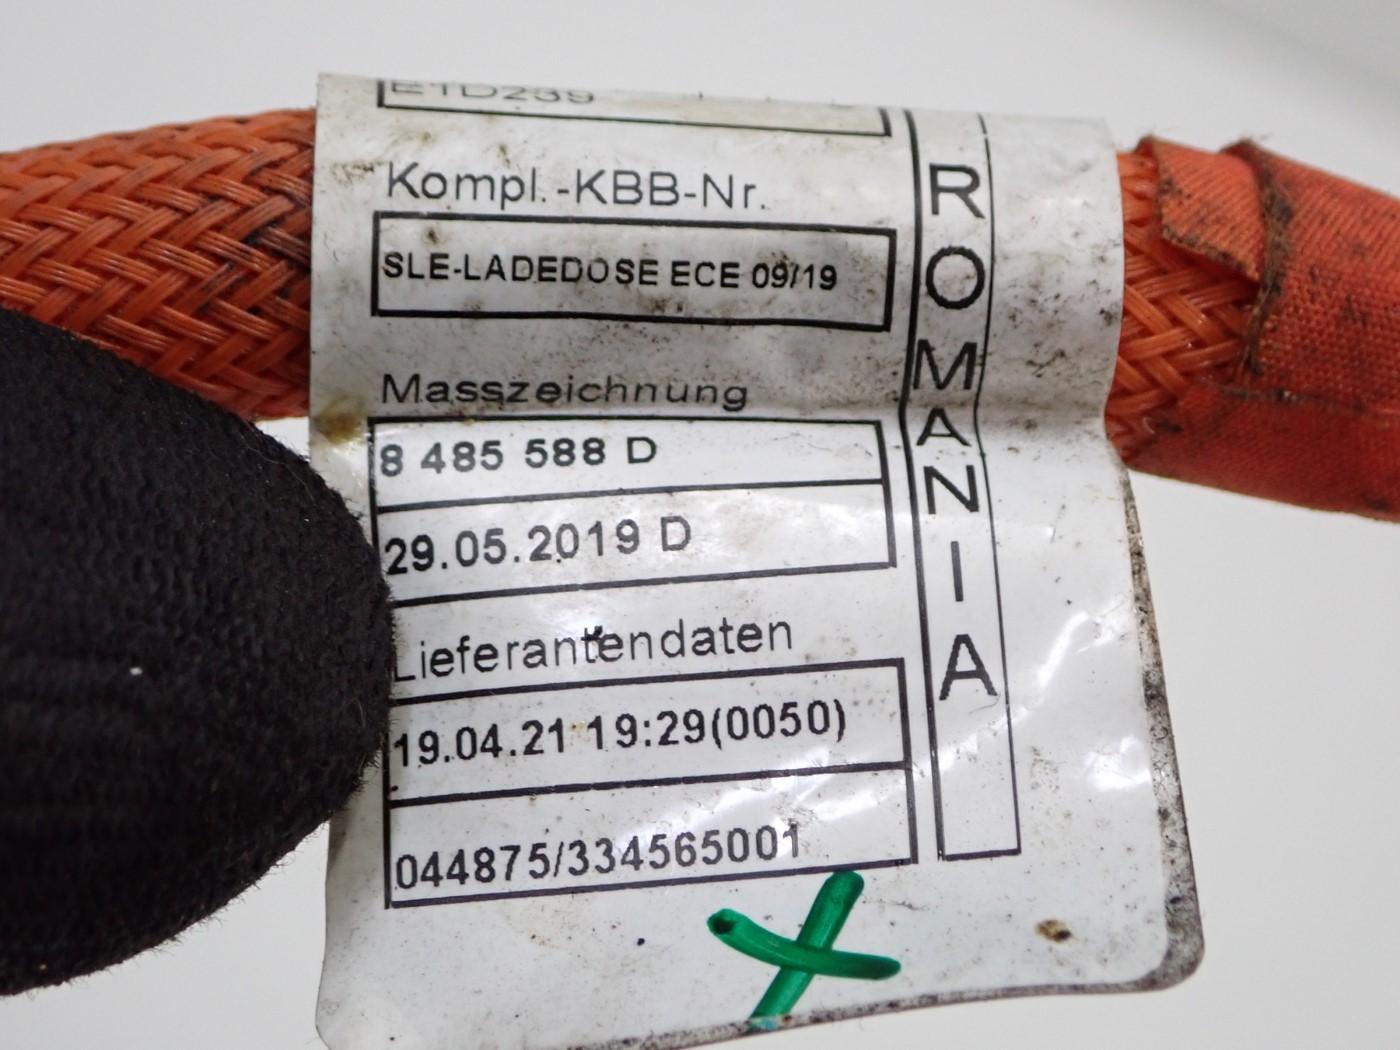 E1D239
Kompl.-KBB-Nr.
SLE-LADEDOSE ECE 09/19
Masszeichnung
8 485 588 D
29.05.2019 D
Lieferantendaten
19.04.21 19:29(0050)
044875/334565001
ROMANIA